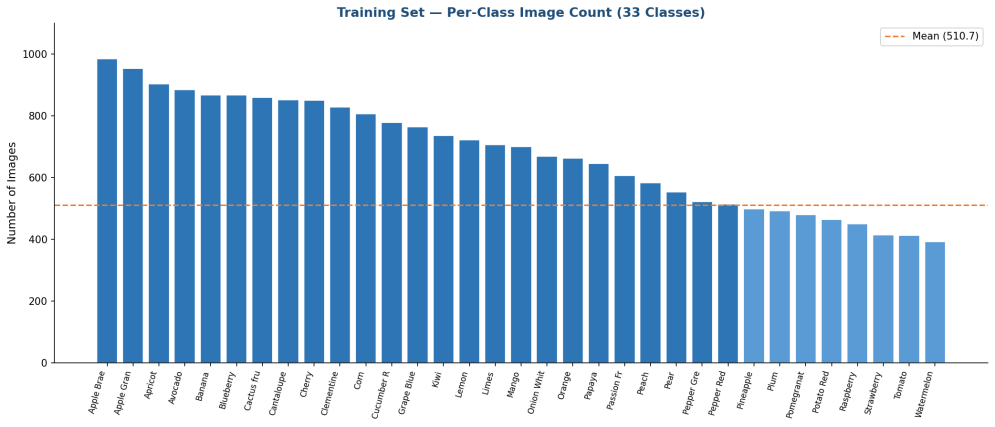 Training Set — Per-Class Image Count (33 Classes)
Mean (510.7)
Number of Images
1000
800
600
400
200
0
Apple Brae
Apple Gran
Apricot
Avocado
Banana
Blueberry
Cactus fru
Cantaloupe
Cherry
Clementine
Corn
Cucumber R
Grape Blue
Kiwi
Lemon
Limes
Mango
Onion Whit
Orange
Papaya
Passion Fr
Peach
Pear
Pepper Gre
Pepper Red
Pineapple
Plum
Pomegranat
Potato Red
Raspberry
Strawberry
Tomato
Watermelon